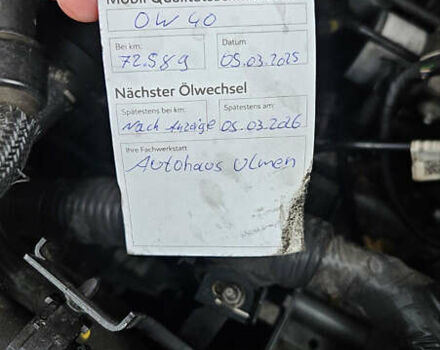 Mobil Qualitäts
0W40
Bei km: Datum:
72.589 05.03.2025
Nächster Ölwechsel
Spätestens bei km: Spätestens am:
Nach Anzeige 05.03.2026
Ihre Fachwerkstatt:
Autohaus Ulmen